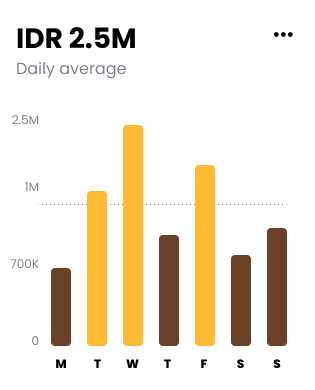 IDR 2.5M
Daily average
2.5M
1M
700K
0
M T W T F S S